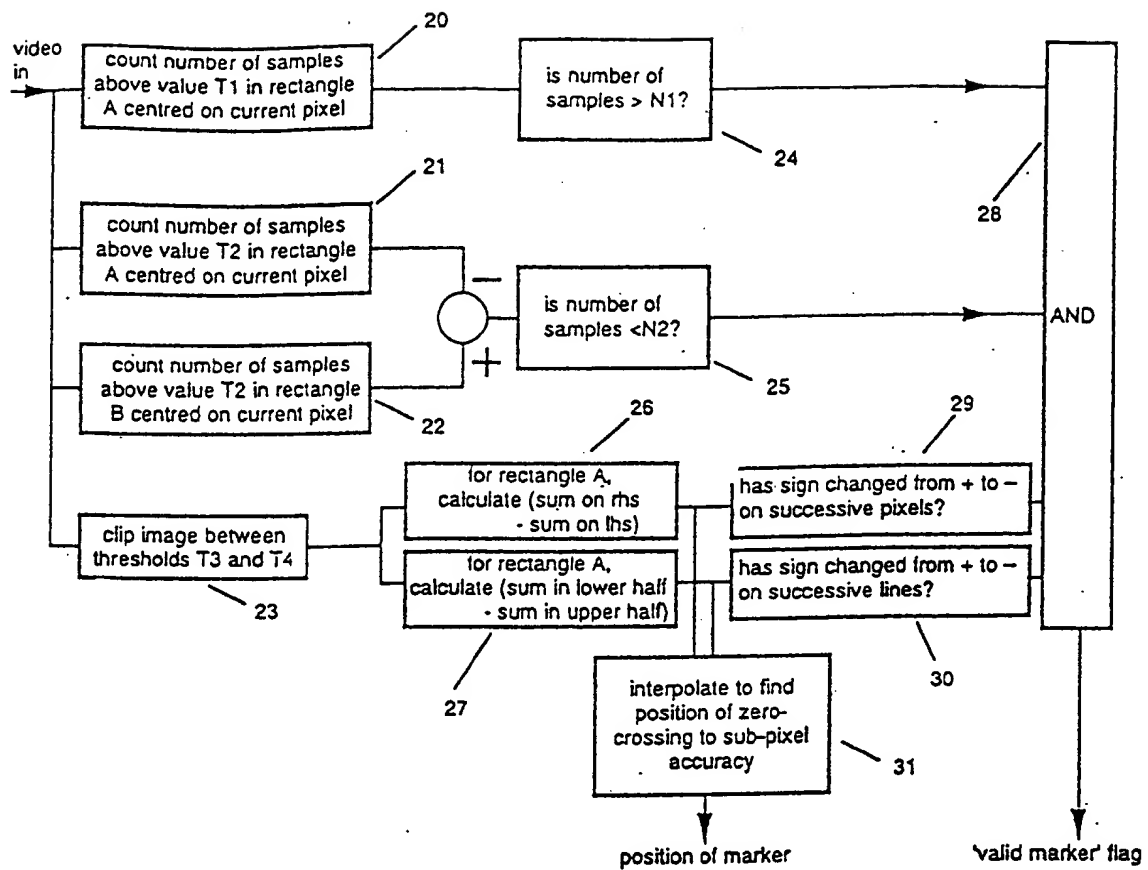 20
video
in
count number of samples
above value T1 in rectangle
A centred on current pixel
is number of
samples > N1?
24
28
21
count number of samples
above value T2 in rectangle
A centred on current pixel
−
is number of
samples <N2?
AND
+
25
count number of samples
above value T2 in rectangle
B centred on current pixel
22
26
29
for rectangle A,
calculate (sum on rhs
- sum on lhs)
has sign changed from + to −
on successive pixels?
clip image between
thresholds T3 and T4
23
for rectangle A,
calculate (sum in lower half
- sum in upper half)
has sign changed from + to −
on successive lines?
27
30
interpolate to find
position of zero-
crossing to sub-pixel
accuracy
31
position of marker
'valid marker' flag